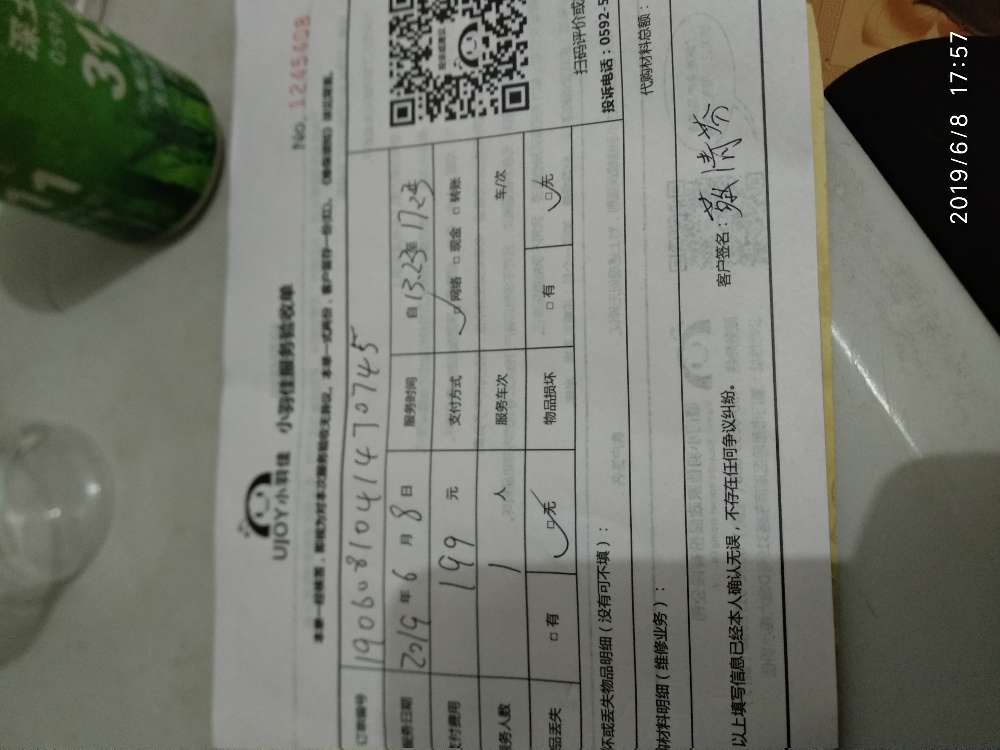 No. 1245408
UJOY小羽佳 小羽佳服务验收单
订单编号 190608104147 0745
服务日期 2019 年 6 月 8 日 服务时间 自 13.23 至 17.23
支付费用 199 元 支付方式 ☑网络 □现金 □转账
服务人数 1 人 服务车次 车/次
品丢失 □有 ☑无 物品损坏 □有 ☑无
坏或丢失物品明细(没有可不填):
购材料明细(维修业务): 代购材料总额:
以上填写信息已经本人确认无误,不存在任何争议纠纷。 客户签名:
扫码评价或
投诉电话:0592-5
2019/6/8 17:57
311